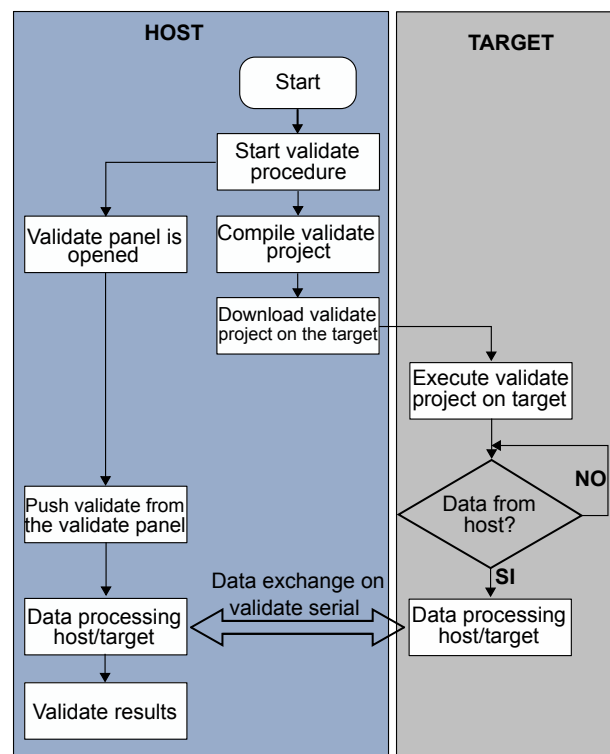 HOST
TARGET
Start
Start validate
procedure
Validate panel is
opened
Compile validate
project
Download validate
project on the target
Execute validate
project on target
NO
Data from
host?
SI
Push validate from
the validate panel
Data exchange on
validate serial
Data processing
host/target
Data processing
host/target
Validate results